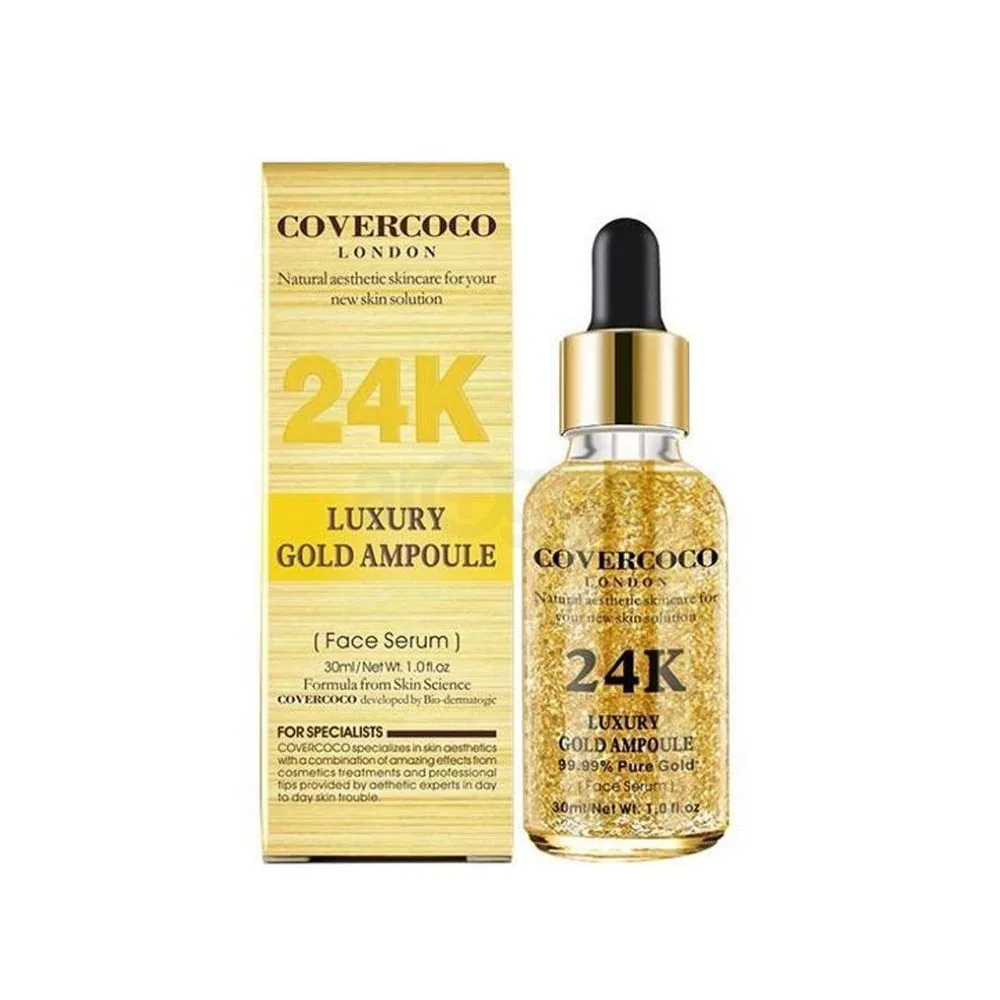 COVERCOCO
LONDON
Natural aesthetic skincare for your
new skin solution
24K
LUXURY
GOLD AMPOULE
( Face Serum )
30ml/Net Wt. 1.0 fl.oz
Formula from Skin Science
COVERCOCO developed by Bio-dermatogic
FOR SPECIALISTS
COVERCOCO specializes in skin aesthetics
with a combination of amazing effects from
cosmetics treatments and professional
tips provided by aethetic experts in day
to day skin trouble.
COVERCOCO
LONDON
Natural aesthetic skincare for
your new skin solution
24K
LUXURY
GOLD AMPOULE
99.99% Pure Gold
( Face Serum )
30ml/Net Wt. 1.0 fl.oz